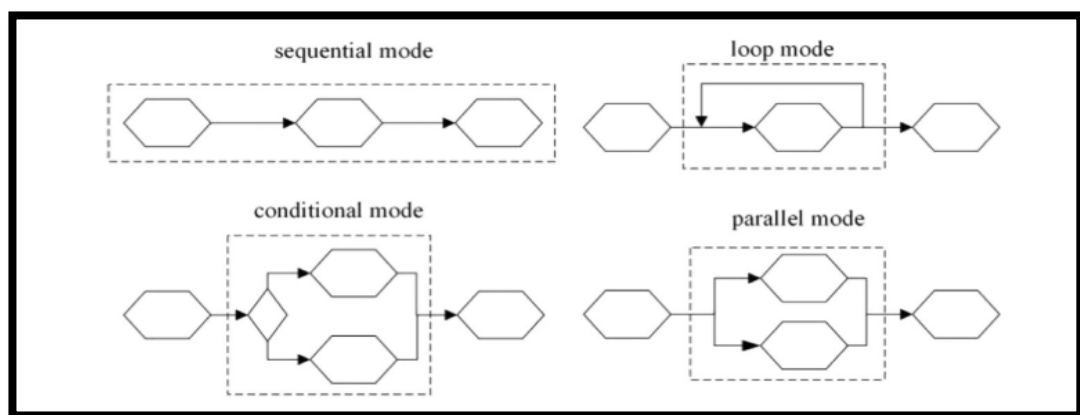 sequential mode
loop mode
conditional mode
parallel mode